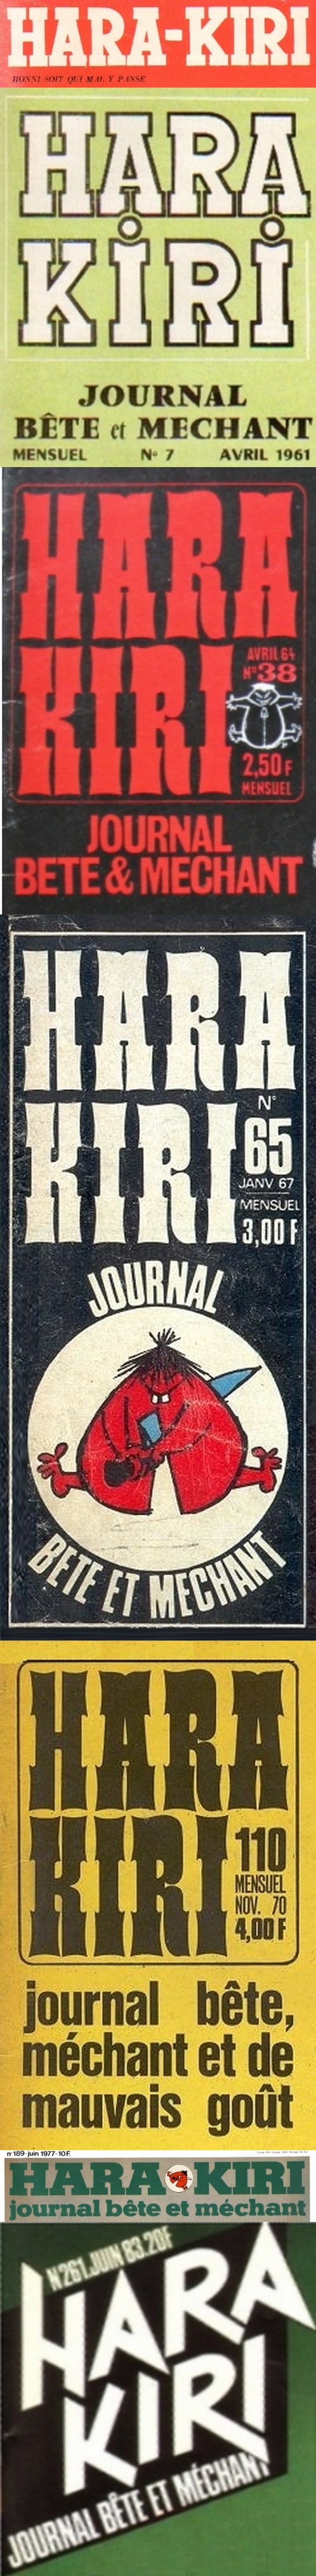 HARA-KIRI
HONNI SOIT QUI MAL Y PANSE
HARA
KIRI
JOURNAL
BÊTE et MECHANT
MENSUEL N° 7 AVRIL 1961
HARA
KIRI
AVRIL 64
N° 38
2,50 F
MENSUEL
JOURNAL
BETE & MECHANT
HARA
KIRI
N°
65
JANV 67
MENSUEL
3,00 F
JOURNAL
BETE ET MECHANT
HARA
KIRI
110
MENSUEL
NOV. 70
4,00 F
journal bête,
méchant et de
mauvais goût
n°189-juin 1977-10F.
HARA KIRI
journal bête et méchant
N°261.JUIN 83.20F
HARA
KIRI
JOURNAL BÊTE ET MÉCHANT